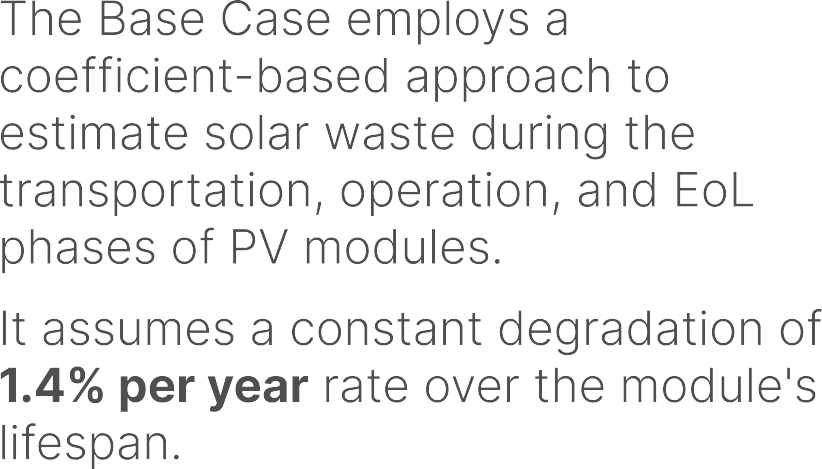 The Base Case employs a
coefficient-based approach to
estimate solar waste during the
transportation, operation, and EoL
phases of PV modules.
It assumes a constant degradation of
1.4% per year rate over the module's
lifespan.